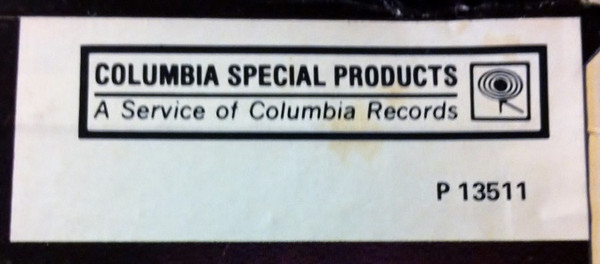 COLUMBIA SPECIAL PRODUCTS
A Service of Columbia Records
P 13511